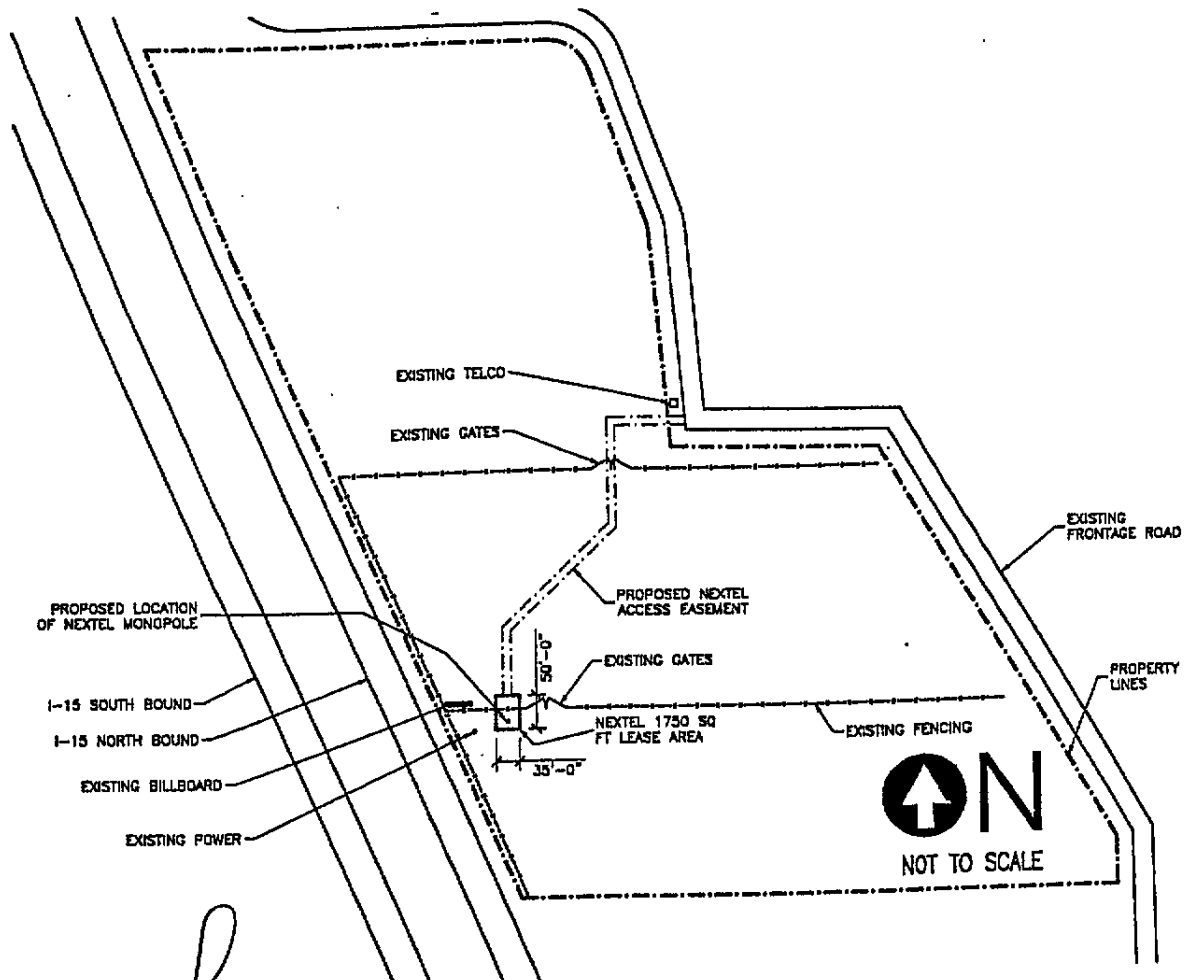 EXISTING TELCO
EXISTING GATES
EXISTING
FRONTAGE ROAD
PROPOSED NEXTEL
ACCESS EASEMENT
PROPOSED LOCATION
OF NEXTEL MONOPOLE
50'-0"
EXISTING GATES
PROPERTY
LINES
I-15 SOUTH BOUND
NEXTEL 1750 SQ
FT LEASE AREA
EXISTING FENCING
I-15 NORTH BOUND
35'-0"
EXISTING BILLBOARD
EXISTING POWER
N
NOT TO SCALE